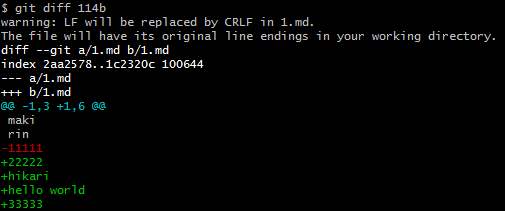 $ git diff 114b
warning: LF will be replaced by CRLF in 1.md.
The file will have its original line endings in your working directory.
diff --git a/1.md b/1.md
index 2aa2578..1c2320c 100644
--- a/1.md
+++ b/1.md
@@ -1,3 +1,6 @@
 maki
 rin
-11111
+22222
+hikari
+hello world
+33333